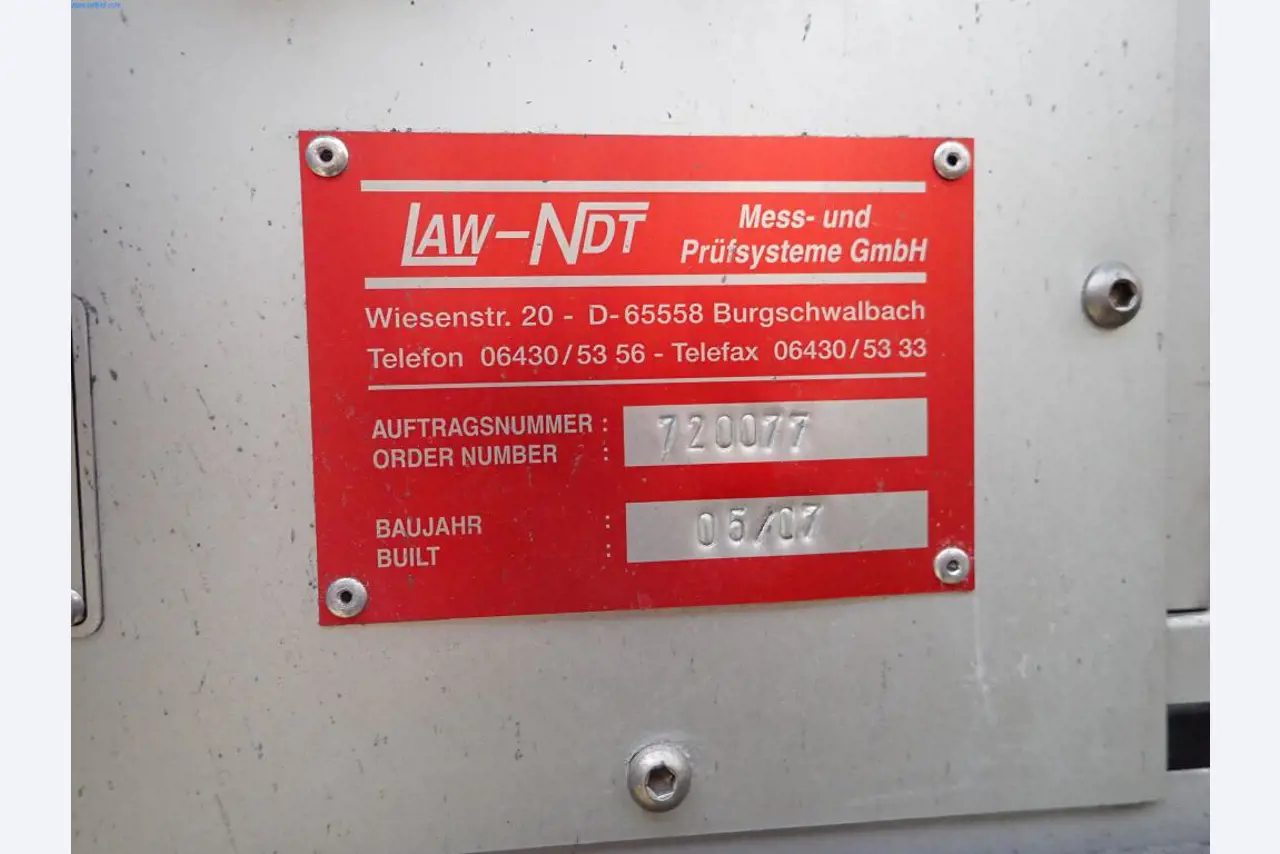 LAW-NDT
Mess- und
Prüfsysteme GmbH
Wiesenstr. 20 - D-65558 Burgschwalbach
Telefon 06430/53 56 - Telefax 06430/53 33
AUFTRAGSNUMMER : 720077
ORDER NUMBER :
BAUJAHR : 05/07
BUILT :